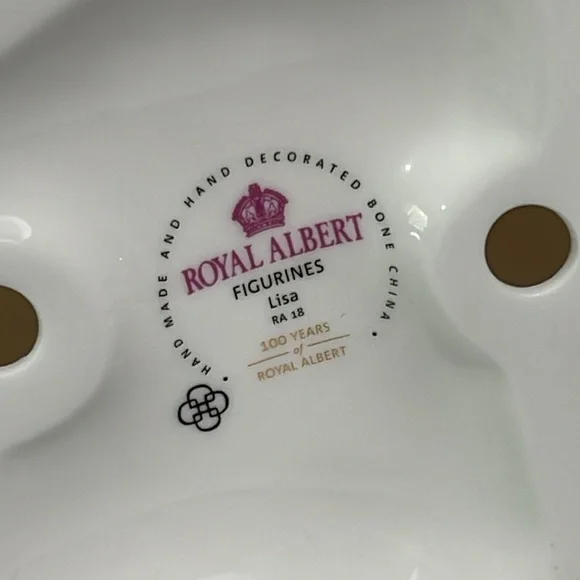 HAND MADE AND HAND DECORATED BONE CHINA
ROYAL ALBERT
FIGURINES
Lisa
RA 18
100 YEARS
of
ROYAL ALBERT